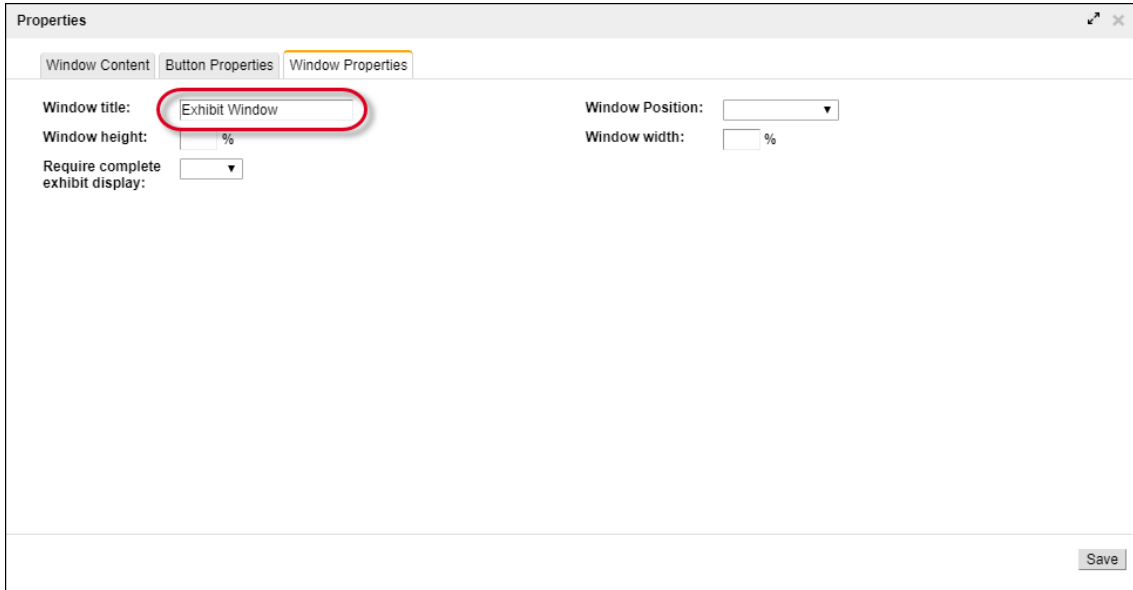 Properties
Window Content Button Properties Window Properties
Window title: Exhibit Window Window Position:
Window height: % Window width: %
Require complete
exhibit display:
Save